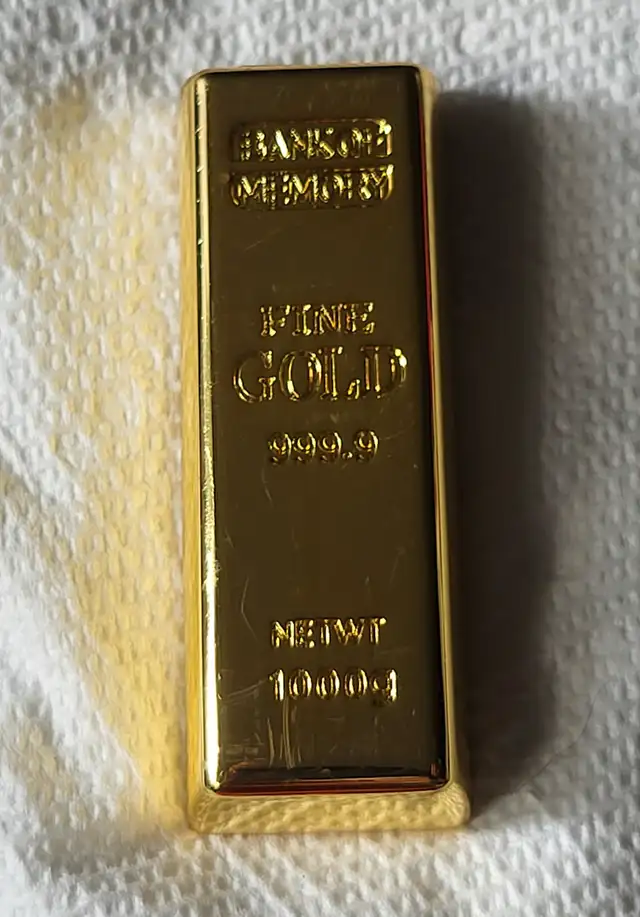 BANK OF
MEMORY
FINE
GOLD
999.9
NET WT
1000g